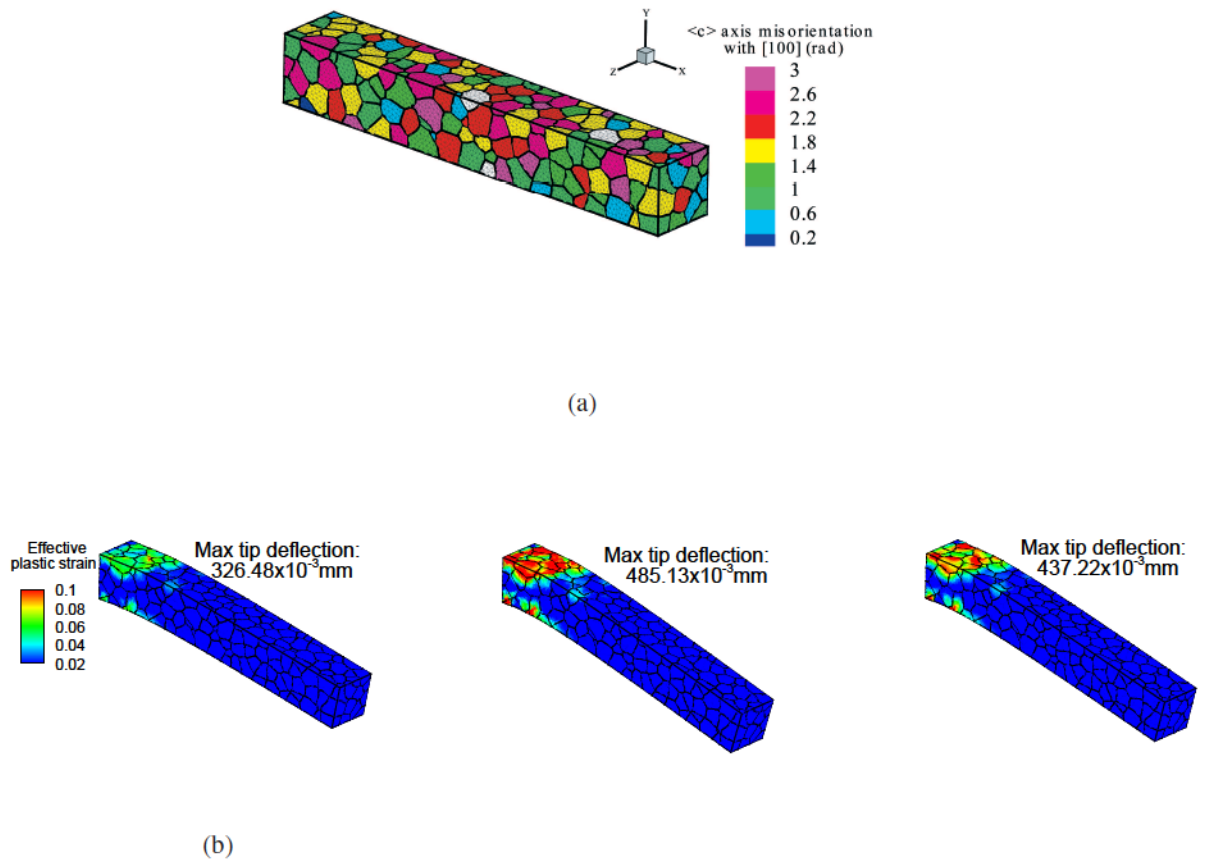 <c> axis misorientation
with [100] (rad)
Y
Z
X
3
2.6
2.2
1.8
1.4
1
0.6
0.2
(a)
Effective
plastic strain
0.1
0.08
0.06
0.04
0.02
Max tip deflection:
326.48x10⁻³mm
Max tip deflection:
485.13x10⁻³mm
Max tip deflection:
437.22x10⁻³mm
(b)